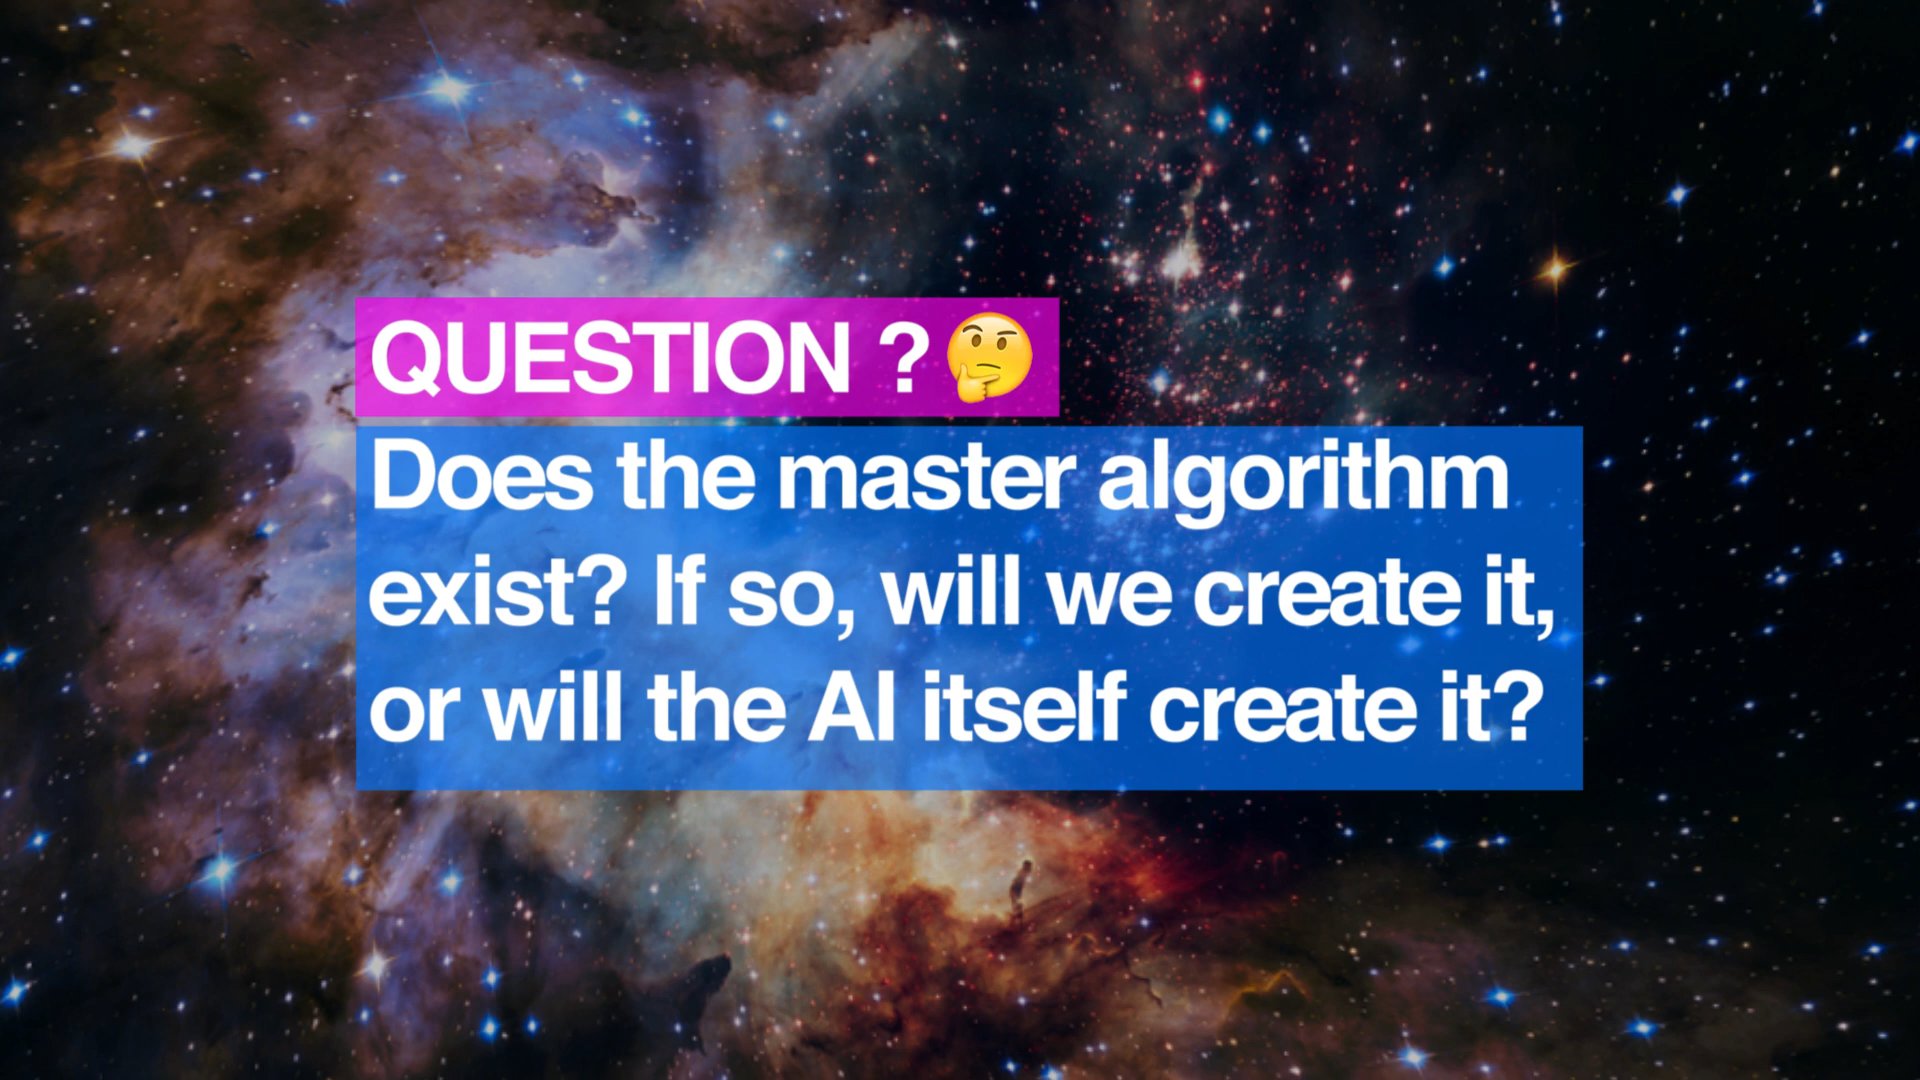 QUESTION ?🤔
Does the master algorithm
exist? If so, will we create it,
or will the AI itself create it?